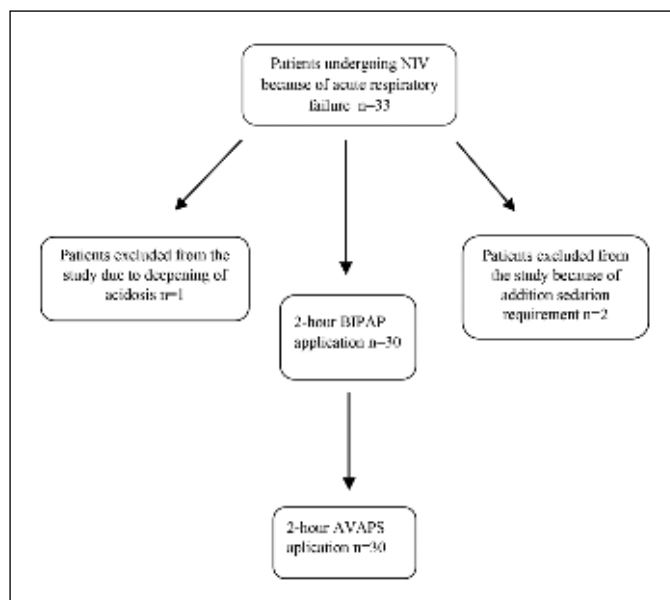 Patients undergoing NIV
because of acute respiratory
failure n=33
Patients excluded from the
study due to deepening of
acidosis n=1
Patients excluded from
the study because of
addition sedation
requirement n=2
2-hour BIPAP
application n=30
2-hour AVAPS
aplication n=30